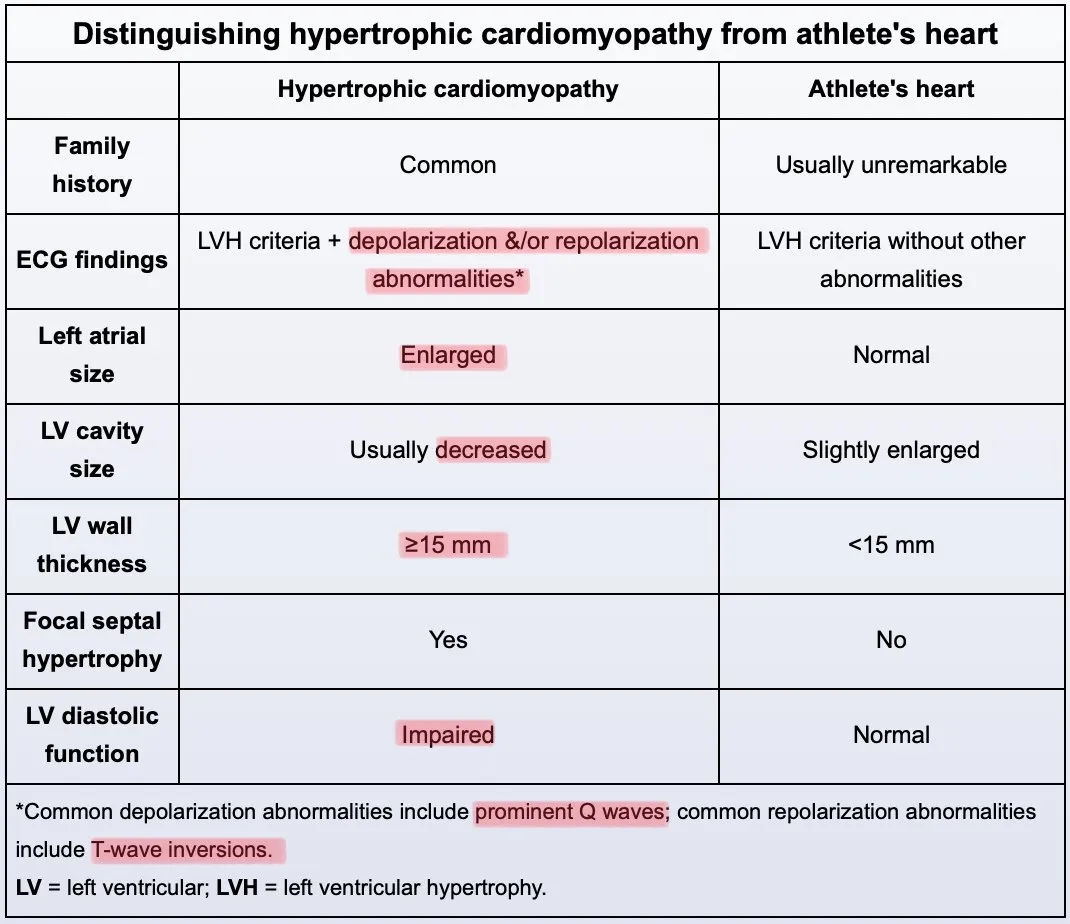 Distinguishing hypertrophic cardiomyopathy from athlete's heart
Hypertrophic cardiomyopathy
Athlete's heart
Family
history
Common
Usually unremarkable
ECG findings
LVH criteria + depolarization &/or repolarization
abnormalities*
LVH criteria without other
abnormalities
Left atrial
size
Enlarged
Normal
LV cavity
size
Usually decreased
Slightly enlarged
LV wall
thickness
≥15 mm
<15 mm
Focal septal
hypertrophy
Yes
No
LV diastolic
function
Impaired
Normal
*Common depolarization abnormalities include prominent Q waves; common repolarization abnormalities
include T-wave inversions.
LV = left ventricular; LVH = left ventricular hypertrophy.